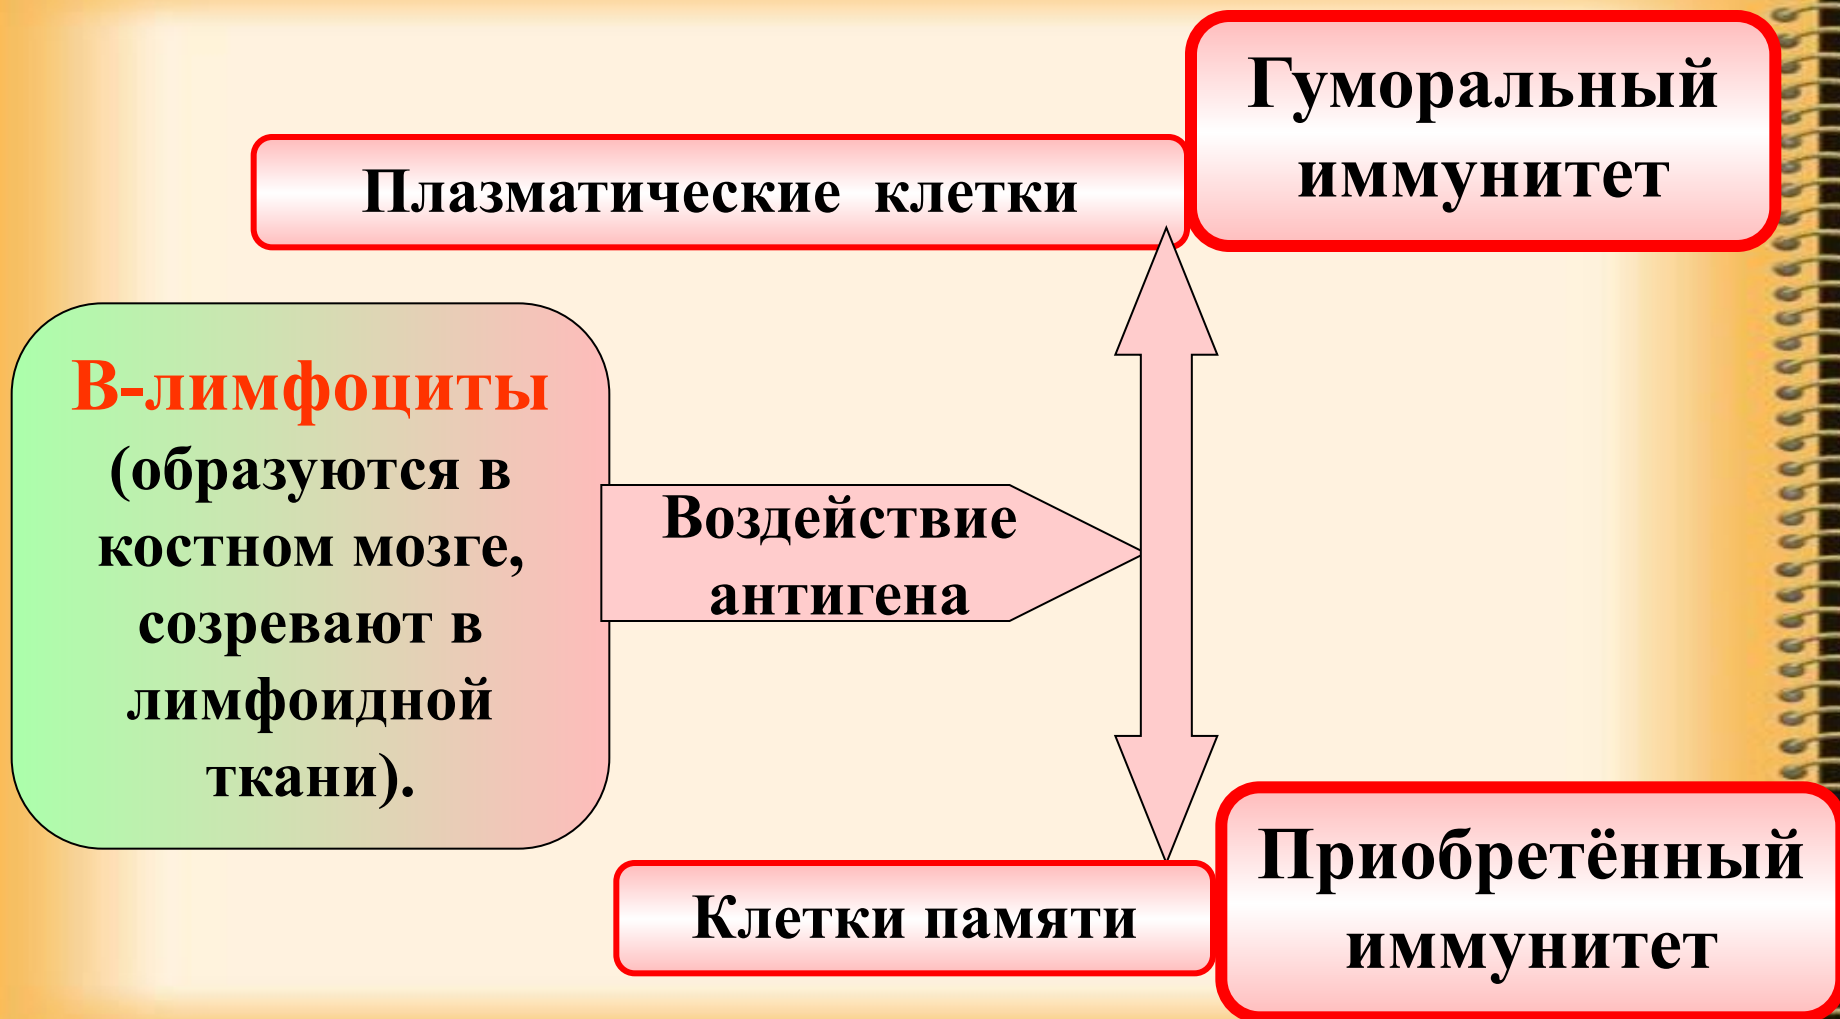 Гуморальный
иммунитет
Плазматические клетки
В-лимфоциты
(образуются в
костном мозге,
созревают в
лимфоидной
ткани).
Воздействие
антигена
Клетки памяти
Приобретённый
иммунитет